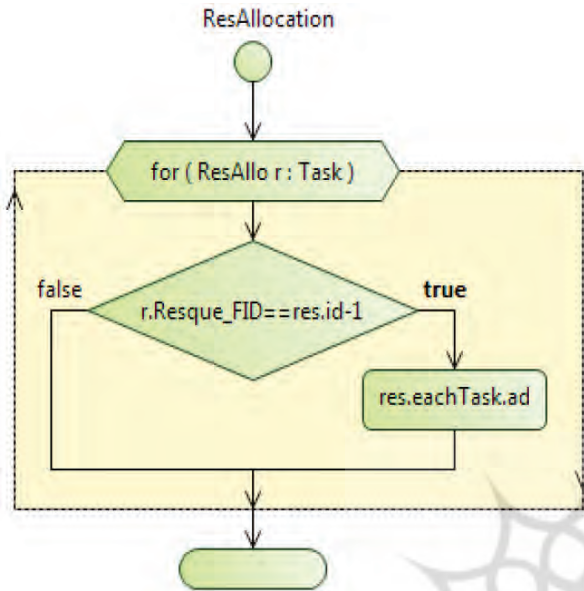 ResAllocation
for ( ResAllo r : Task )
false
true
r.Resque_FID==res.id-1
res.eachTask.ad